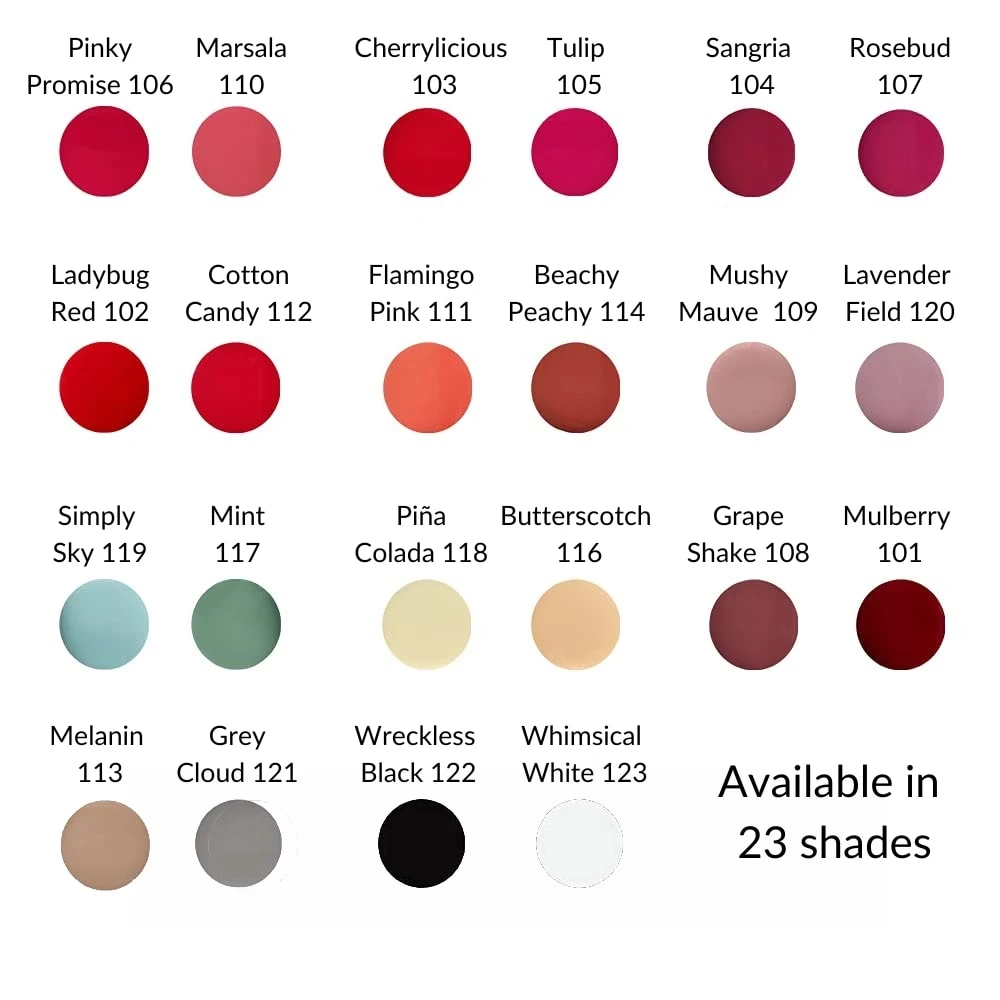 Pinky
Promise 106
Marsala
110
Cherrylicious
103
Tulip
105
Sangria
104
Rosebud
107
Ladybug
Red 102
Cotton
Candy 112
Flamingo
Pink 111
Beachy
Peachy 114
Mushy
Mauve 109
Lavender
Field 120
Simply
Sky 119
Mint
117
Piña
Colada 118
Butterscotch
116
Grape
Shake 108
Mulberry
101
Melanin
113
Grey
Cloud 121
Wreckless
Black 122
Whimsical
White 123
Available in
23 shades